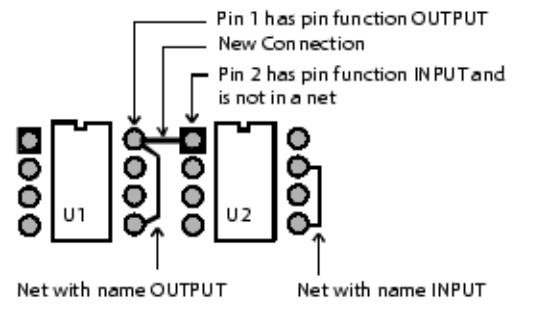 Pin 1 has pin function OUTPUT
New Connection
Pin 2 has pin function INPUT and
is not in a net
U1
U2
Net with name OUTPUT
Net with name INPUT